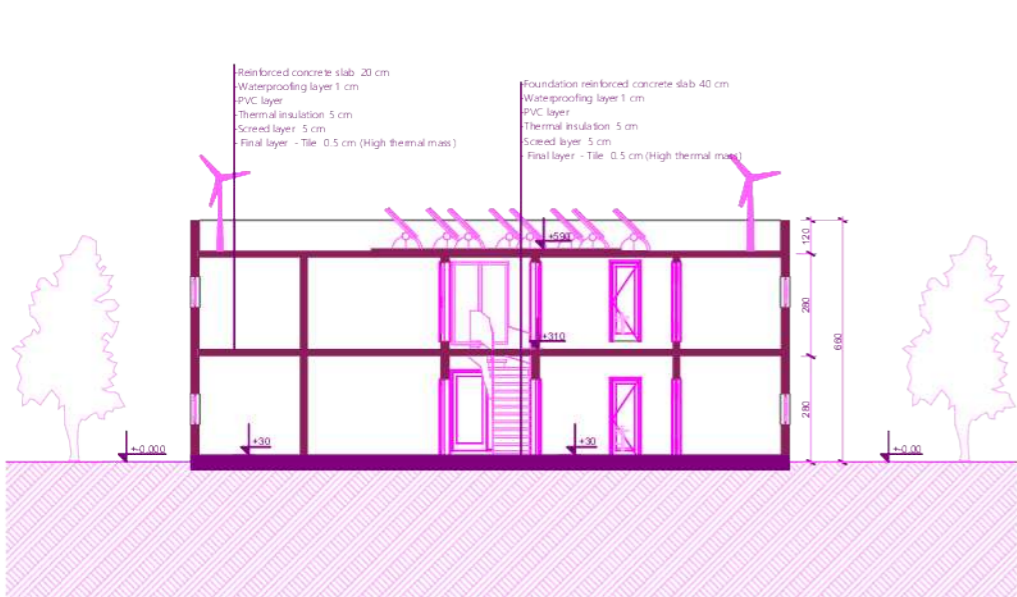 Reinforced concrete slab 20 cm
Waterproofing layer 1 cm
PVC layer
Thermal insulation 5 cm
Screed layer 5 cm
Final layer - Tile 0.5 cm (High thermal mass)
Foundation reinforced concrete slab 40 cm
Waterproofing layer 1 cm
PVC layer
Thermal insulation 5 cm
Screed layer 5 cm
Final layer - Tile 0.5 cm (High thermal mass)
+590
120
280
+310
660
280
+-0.000
+30
+30
+-0.00